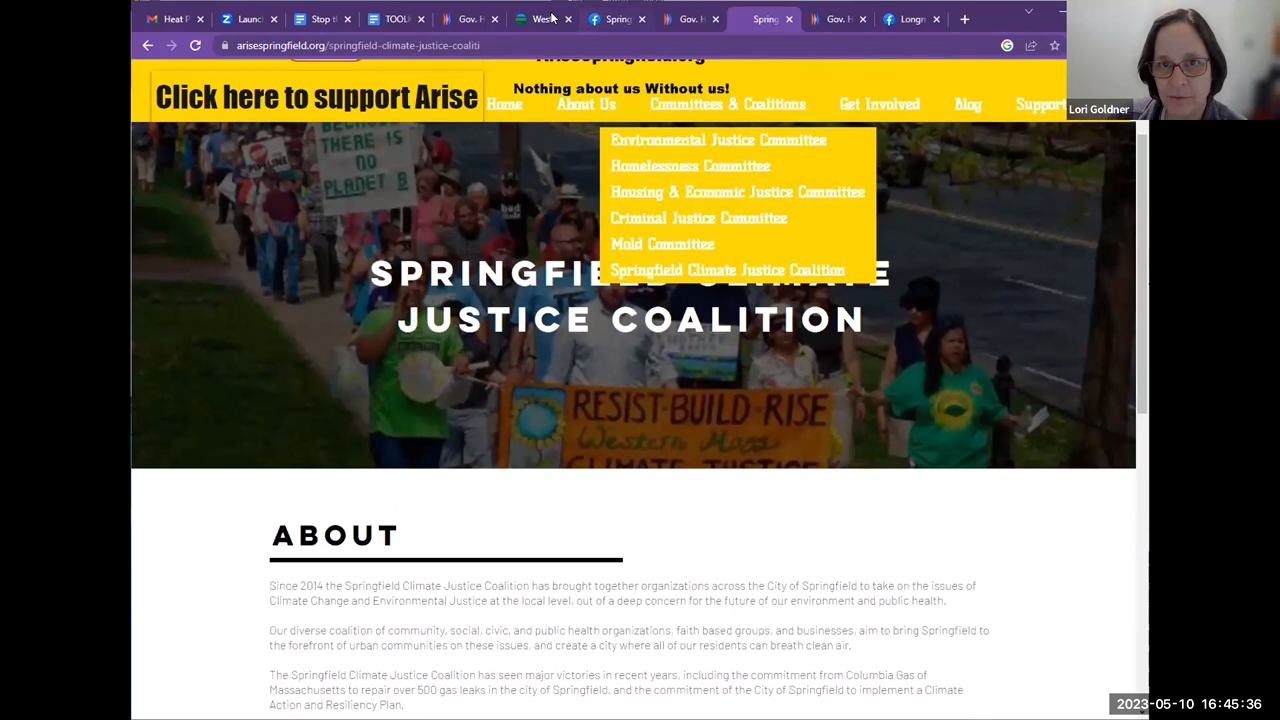 Heat P
Launc
Stop tl
TOOLI
Gov. H
West
Spring
Gov. H
Spring
Gov. H
Longm
arisespringfield.org/springfield-climate-justice-coaliti
Arisespringfield.org
Click here to support Arise
Nothing about us Without us!
Home About Us Committees & Coalitions Get Involved Blog Support
Lori Goldner
Environmental Justice Committee
Homelessness Committee
Housing & Economic Justice Committee
Criminal Justice Committee
Mold Committee
Springfield Climate Justice Coalition
THERE IS
NO
PLANET B
SPRINGFIELD CLIMATE
JUSTICE COALITION
RESIST-BUILD-RISE
Western Mass
CLIMATE JUSTICE
ABOUT
Since 2014 the Springfield Climate Justice Coalition has brought together organizations across the City of Springfield to take on the issues of
Climate Change and Environmental Justice at the local level, out of a deep concern for the future of our environment and public health.
Our diverse coalition of community, social, civic, and public health organizations, faith based groups, and businesses, aim to bring Springfield to
the forefront of urban communities on these issues, and create a city where all of our residents can breath clean air.
The Springfield Climate Justice Coalition has seen major victories in recent years, including the commitment from Columbia Gas of
Massachusetts to repair over 500 gas leaks in the city of Springfield, and the commitment of the City of Springfield to implement a Climate
Action and Resiliency Plan.
2023-05-10 16:45:36